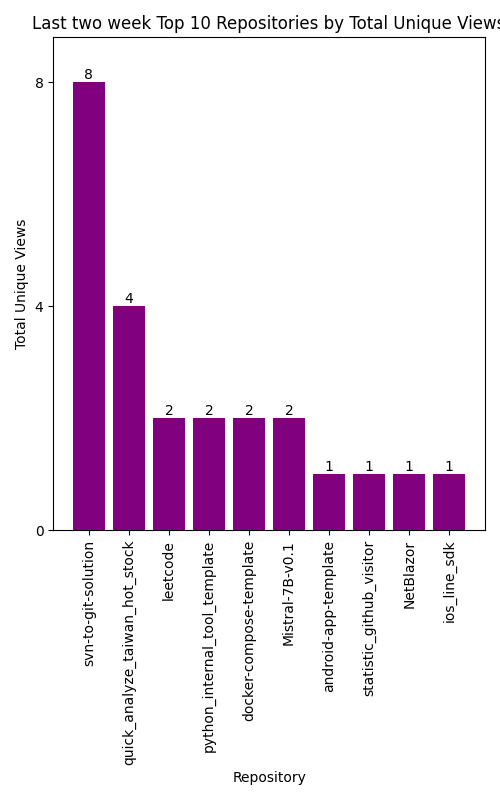 Last two week Top 10 Repositories by Total Unique Views
8
4
0
Total Unique Views
8
4
2
2
2
2
1
1
1
1
svn-to-git-solution
quick_analyze_taiwan_hot_stock
leetcode
python_internal_tool_template
docker-compose-template
Mistral-7B-v0.1
android-app-template
statistic_github_visitor
NetBlazor
ios_line_sdk
Repository